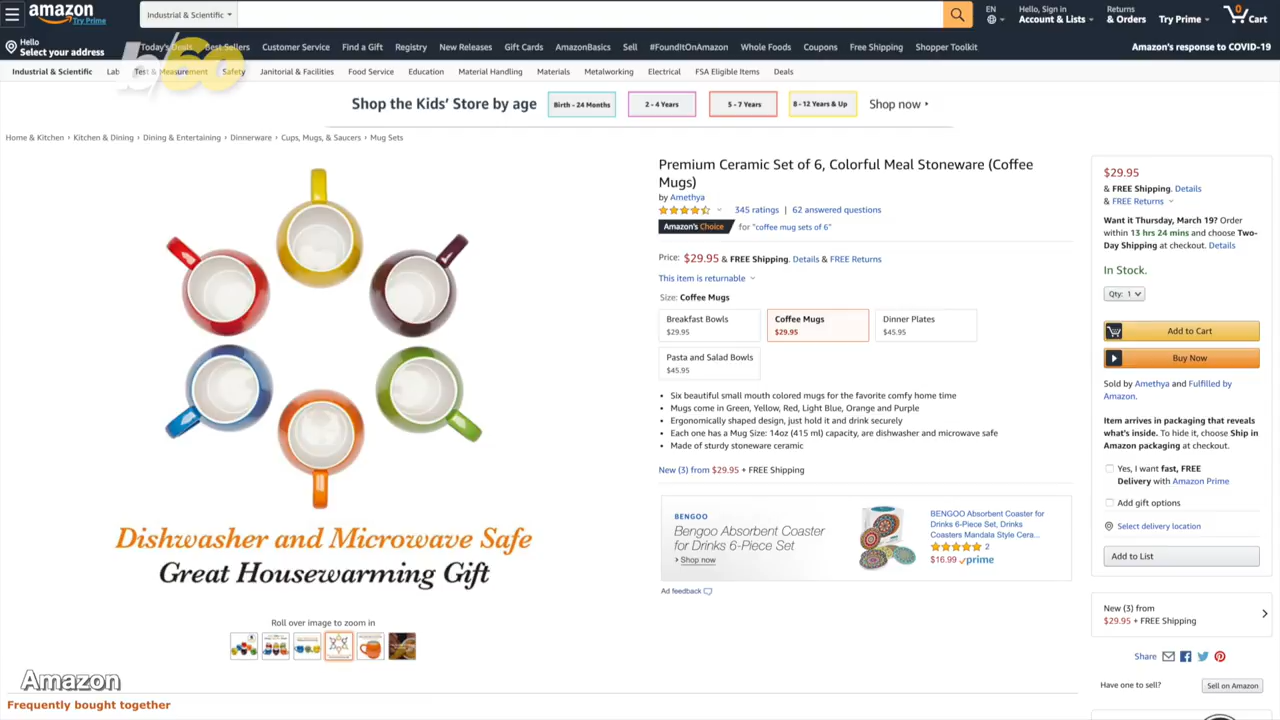 amazon
Try Prime
Industrial & Scientific
EN
Hello, Sign in
Account & Lists
Returns
& Orders
Try Prime
0
Cart
Hello
Select your address
Today's Deals
Best Sellers
Customer Service
Find a Gift
Registry
New Releases
Gift Cards
AmazonBasics
Sell
#FoundItOnAmazon
Whole Foods
Coupons
Free Shipping
Shopper Toolkit
Amazon's response to COVID-19
b/60
Industrial & Scientific
Lab
Test & Measurement
Safety
Janitorial & Facilities
Food Service
Education
Material Handling
Materials
Metalworking
Electrical
FSA Eligible Items
Deals
Shop the Kids' Store by age
Birth - 24 Months
2 - 4 Years
5 - 7 Years
8 - 12 Years & Up
Shop now ▸
Home & Kitchen › Kitchen & Dining › Dining & Entertaining › Dinnerware › Cups, Mugs, & Saucers › Mug Sets
Dishwasher and Microwave Safe
Great Housewarming Gift
Roll over image to zoom in
Premium Ceramic Set of 6, Colorful Meal Stoneware (Coffee
Mugs)
by Amethya
345 ratings | 62 answered questions
Amazon's Choice for "coffee mug sets of 6"
Price: $29.95 & FREE Shipping. Details & FREE Returns
This item is returnable
Size: Coffee Mugs
Breakfast Bowls
$29.95
Coffee Mugs
$29.95
Dinner Plates
$45.95
Pasta and Salad Bowls
$45.95
• Six beautiful small mouth colored mugs for the favorite comfy home time
• Mugs come in Green, Yellow, Red, Light Blue, Orange and Purple
• Ergonomically shaped design, just hold it and drink securely
• Each one has a Mug Size: 14oz (415 ml) capacity, are dishwasher and microwave safe
• Made of sturdy stoneware ceramic
New (3) from $29.95 + FREE Shipping
BENGOO
Bengoo Absorbent Coaster
for Drinks 6-Piece Set
› Shop now
BENGOO Absorbent Coaster for
Drinks 6-Piece Set, Drinks
Coasters Mandala Style Cera...
2
$16.99 prime
Ad feedback
$29.95
& FREE Shipping. Details
& FREE Returns
Want it Thursday, March 19? Order
within 13 hrs 24 mins and choose Two-
Day Shipping at checkout. Details
In Stock.
Qty: 1
Add to Cart
Buy Now
Sold by Amethya and Fulfilled by
Amazon.
Item arrives in packaging that reveals
what's inside. To hide it, choose Ship in
Amazon packaging at checkout.
Yes, I want fast, FREE
Delivery with Amazon Prime
Add gift options
Select delivery location
Add to List
New (3) from
$29.95 + FREE Shipping
Share
Have one to sell?
Sell on Amazon
Amazon
Frequently bought together